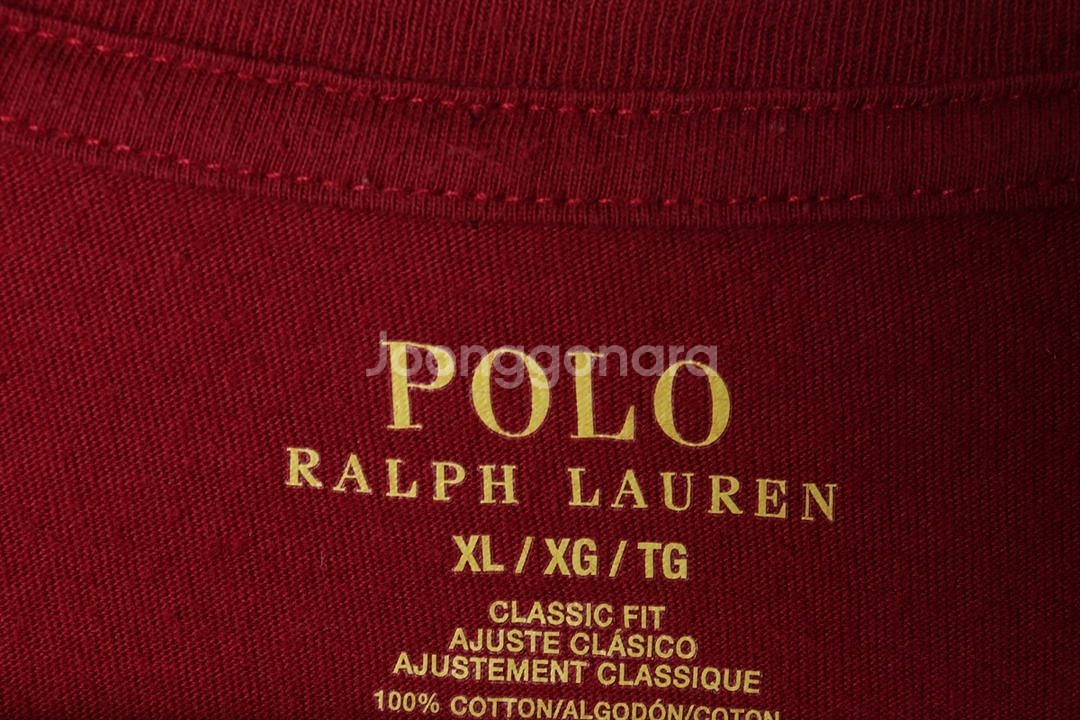 Joonggonara
POLO
RALPH LAUREN
XL / XG / TG
CLASSIC FIT
AJUSTE CLÁSICO
AJUSTEMENT CLASSIQUE
100% COTTON/ALGODÓN/COTON